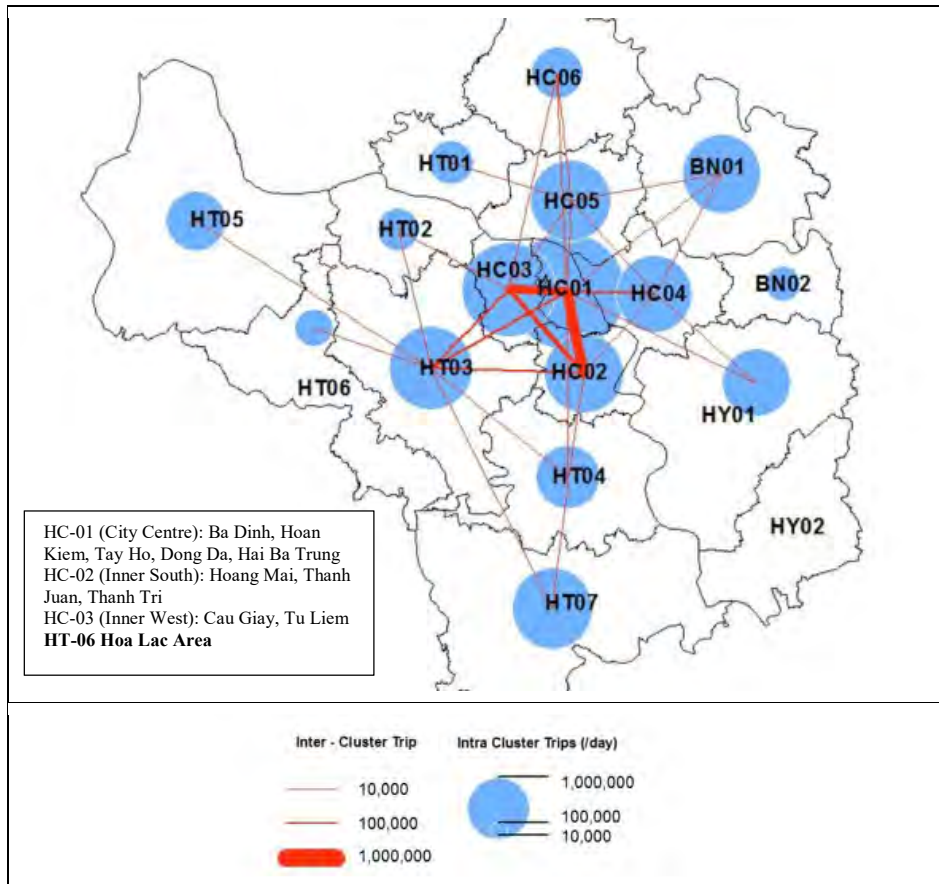 HC06
HT01
BN01
HC05
HT05
HT02
HC03
HC01
HC04
BN02
HT03
HC02
HT06
HY01
HT04
HY02
HT07
HC-01 (City Centre): Ba Dinh, Hoan
Kiem, Tay Ho, Dong Da, Hai Ba Trung
HC-02 (Inner South): Hoang Mai, Thanh
Juan, Thanh Tri
HC-03 (Inner West): Cau Giay, Tu Liem
HT-06 Hoa Lac Area
Inter - Cluster Trip
10,000
100,000
1,000,000
Intra Cluster Trips (/day)
1,000,000
100,000
10,000